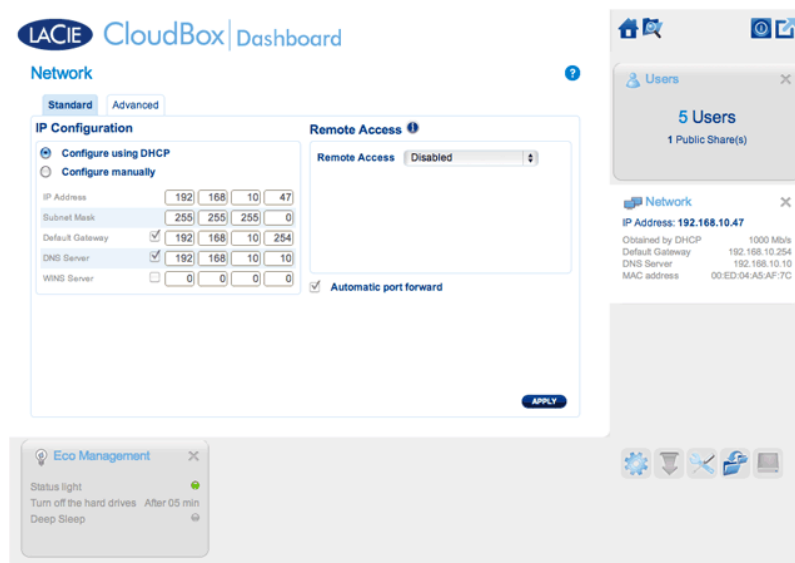 LACIE CloudBox Dashboard
Network
Standard Advanced
IP Configuration
Configure using DHCP
Configure manually
IP Address 192 168 10 47
Subnet Mask 255 255 255 0
Default Gateway 192 168 10 254
DNS Server 192 168 10 10
WINS Server 0 0 0 0
Remote Access
Remote Access Disabled
Automatic port forward
APPLY
Users
5 Users
1 Public Share(s)
Network
IP Address: 192.168.10.47
Obtained by DHCP 1000 Mb/s
Default Gateway 192.168.10.254
DNS Server 192.168.10.10
MAC address 00:ED:04:A5:AF:7C
Eco Management
Status light
Turn off the hard drives After 05 min
Deep Sleep